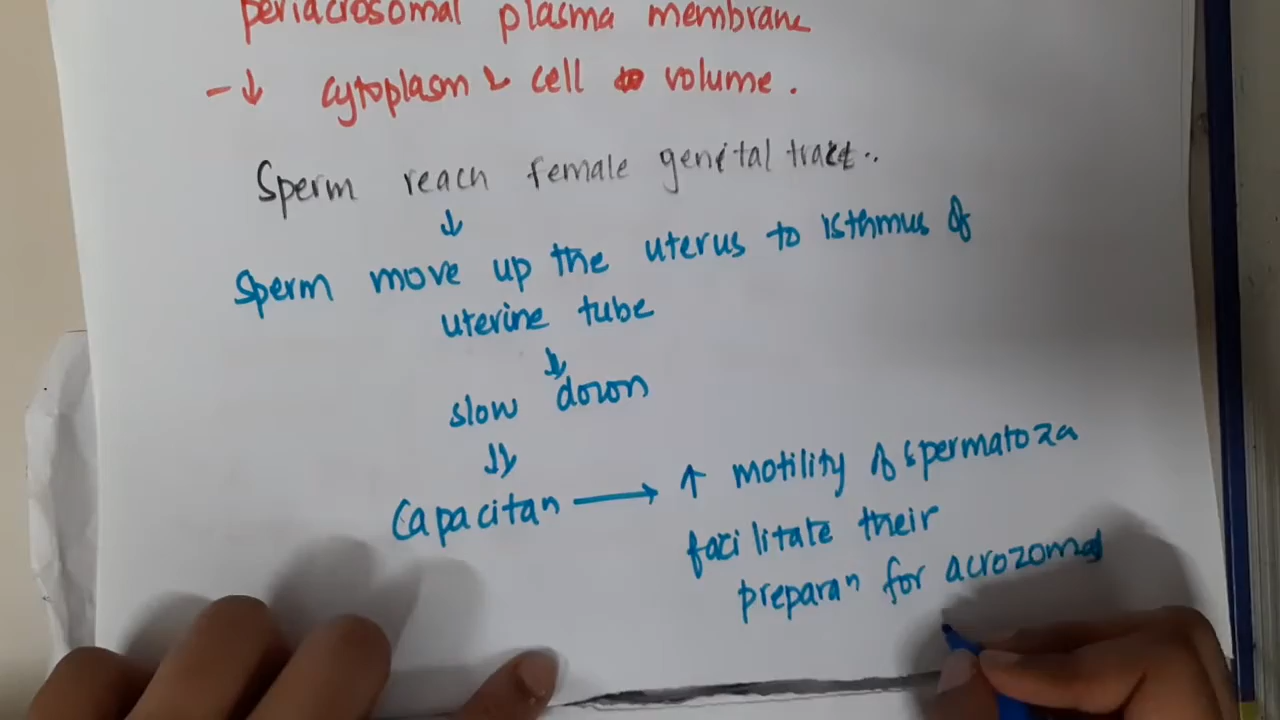 periacrosomal plasma membrane
- ↓ cytoplasm & cell volume.
Sperm reach female genital tract..
↓
Sperm move up the uterus to isthmus of
uterine tube
↓
slow down
↓↓
Capacitan → ↑ motility of spermatoza
facilitate their
preparaⁿ for acrozomal